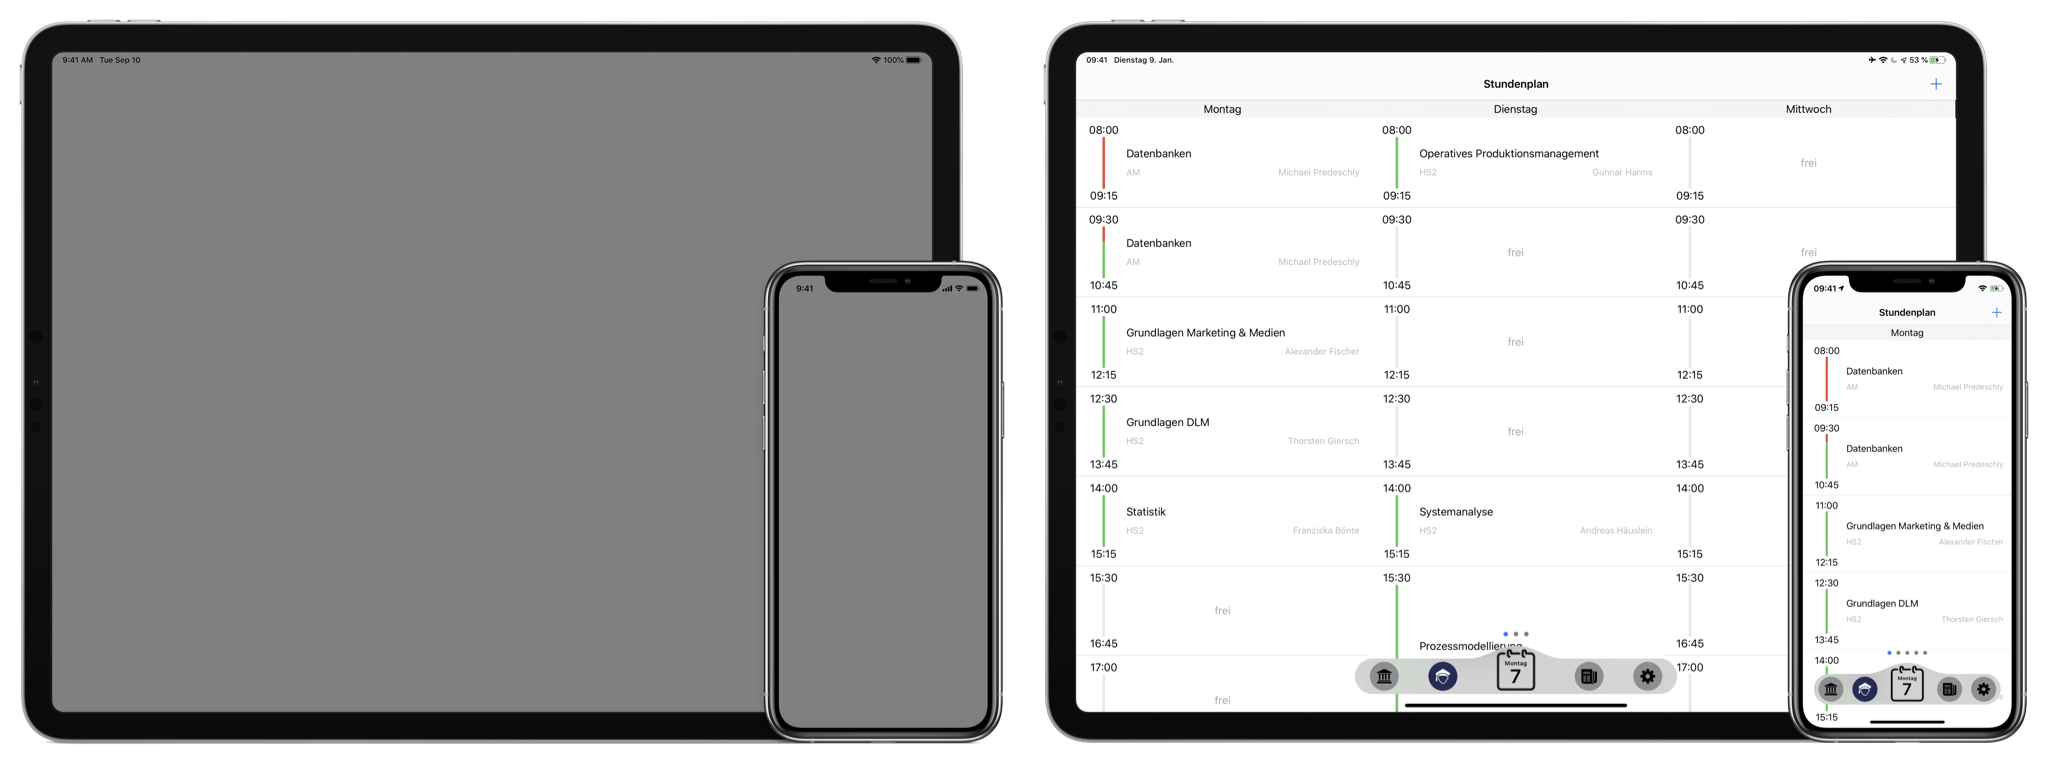 9:41 AM Tue Sep 10
100%
9:41
09:41 Dienstag 9. Jan.
53 %
Stundenplan
+
Montag
Dienstag
Mittwoch
08:00
Datenbanken
AM Michael Predeschly
09:15
08:00
Operatives Produktionsmanagement
HS2 Gunnar Harms
09:15
08:00
frei
09:15
09:30
Datenbanken
AM Michael Predeschly
10:45
09:30
frei
10:45
09:30
frei
10:45
11:00
Grundlagen Marketing & Medien
HS2 Alexander Fischer
12:15
11:00
frei
12:15
11:00
12:15
12:30
Grundlagen DLM
HS2 Thorsten Giersch
13:45
12:30
frei
13:45
12:30
13:45
14:00
Statistik
HS2 Franziska Bönte
15:15
14:00
Systemanalyse
HS2 Andreas Häuslein
15:15
14:00
15:15
15:30
frei
16:45
15:30
Prozessmodellierung
15:30
16:45
17:00
frei
17:00
Montag
7
09:41
Stundenplan
+
Montag
08:00
Datenbanken
AM Michael Predeschly
09:15
09:30
Datenbanken
AM Michael Predeschly
10:45
11:00
Grundlagen Marketing & Medien
HS2 Alexander Fischer
12:15
12:30
Grundlagen DLM
HS2 Thorsten Giersch
13:45
14:00
Montag
7
15:15